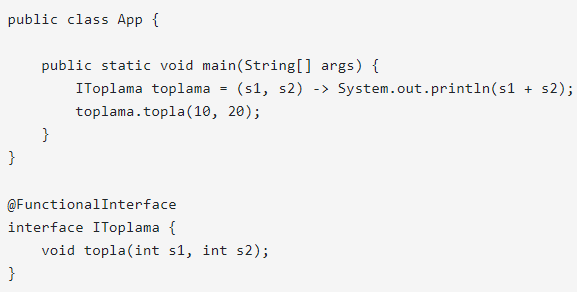 public class App {
    public static void main(String[] args) {
        IToplama toplama = (s1, s2) -> System.out.println(s1 + s2);
        toplama.topla(10, 20);
    }
}
@FunctionalInterface
interface IToplama {
    void topla(int s1, int s2);
}